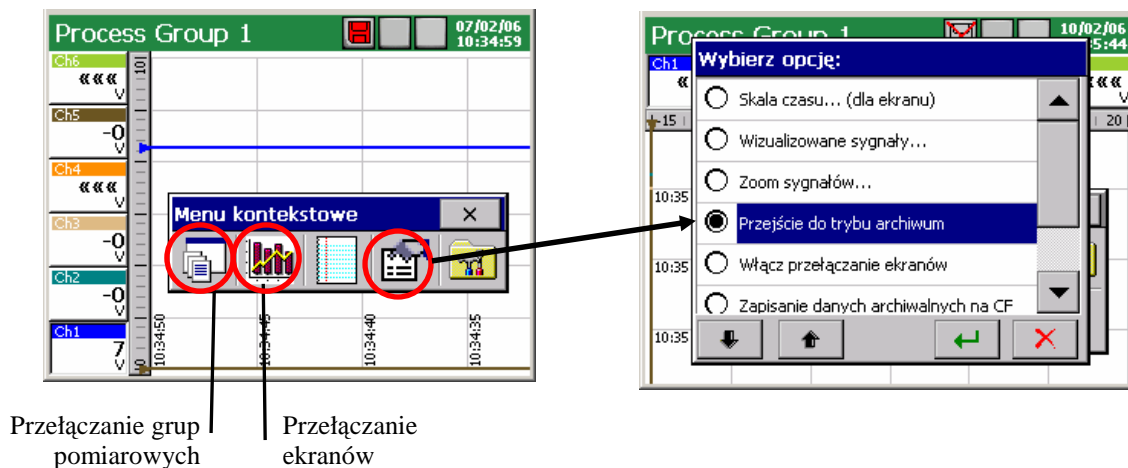 Process Group 1
07/02/06
10:34:59
Ch6
«««
V
Ch5
-0
V
Ch4
«««
V
Ch3
-0
V
Ch2
-0
V
Ch1
7
V
101
0
Menu kontekstowe
10:34:50
10:34:45
10:34:40
10:34:35
Przełączanie grup
pomiarowych
Przełączanie
ekranów
Process Group 1
10/02/06
5:44
Ch1
«
««
V
-15
20
10:35
10:35
10:35
Wybierz opcję:
Skala czasu... (dla ekranu)
Wizualizowane sygnały...
Zoom sygnałów...
Przejście do trybu archiwum
Włącz przełączanie ekranów
Zapisanie danych archiwalnych na CF